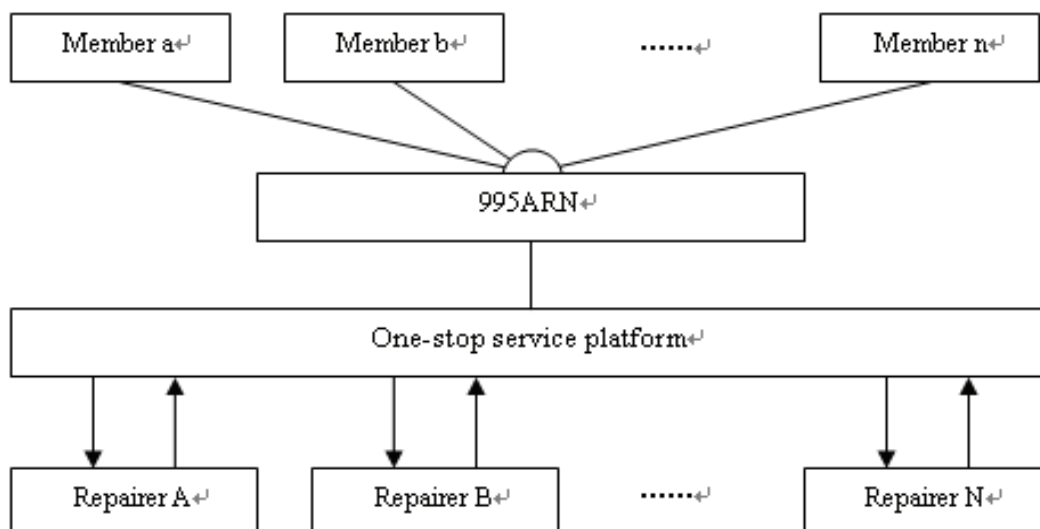 Member a↵
Member b↵
······↵
Member n↵
995ARN↵
One-stop service platform↵
Repairer A↵
Repairer B↵
······↵
Repairer N↵